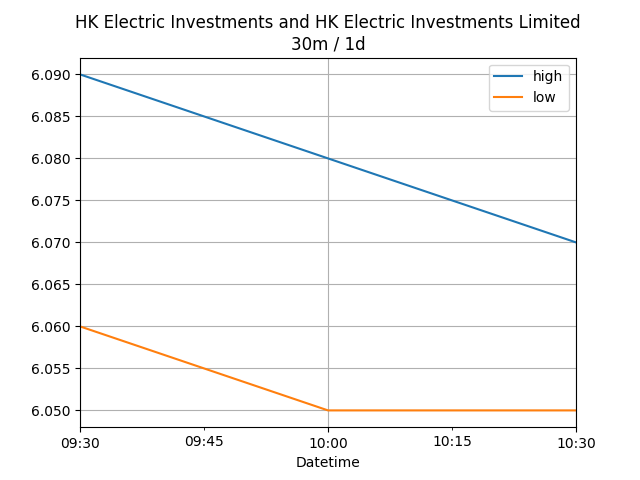 HK Electric Investments and HK Electric Investments Limited
30m / 1d
high
low
6.090
6.085
6.080
6.075
6.070
6.065
6.060
6.055
6.050
09:30
09:45
10:00
10:15
10:30
Datetime